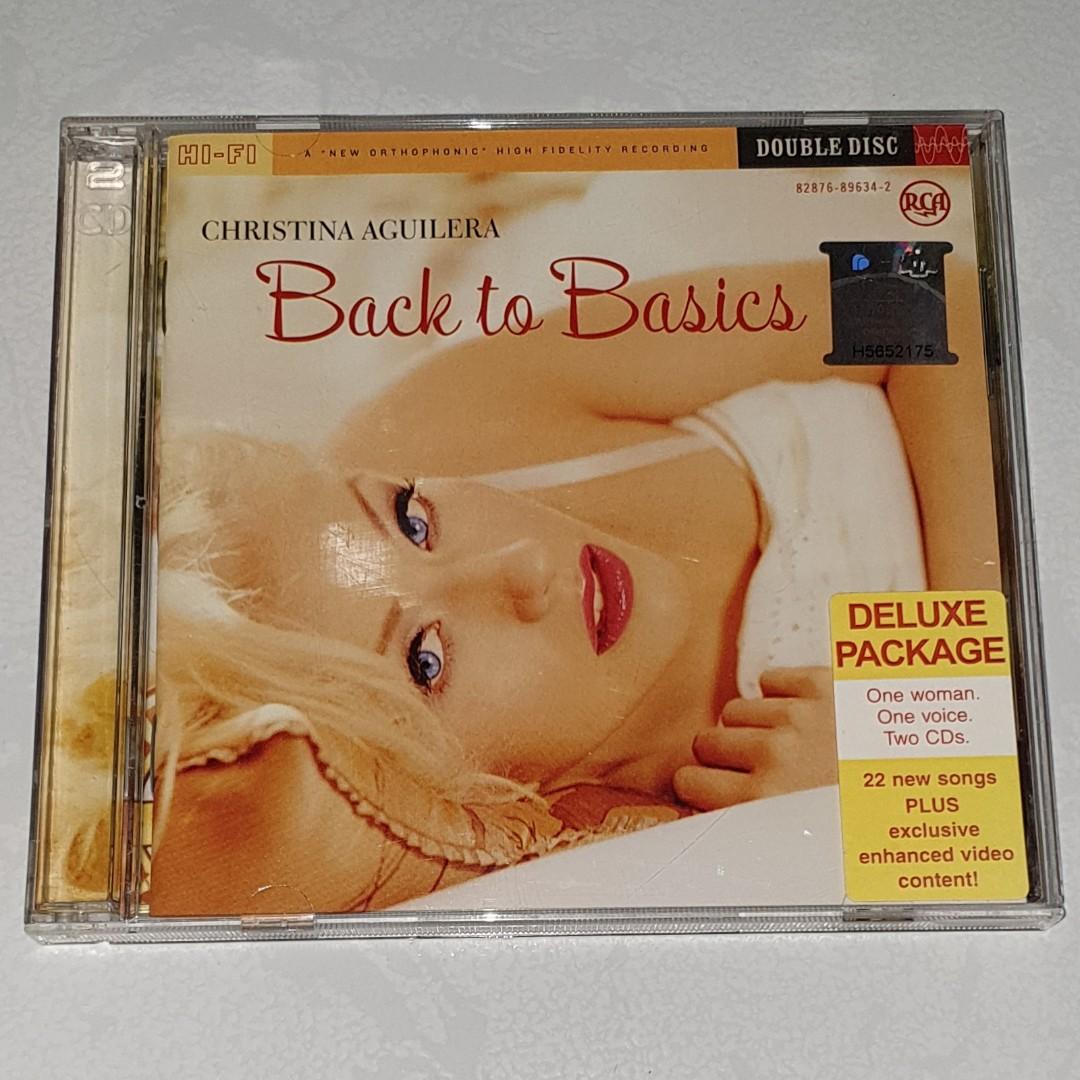 2
CD
HI-FI
A "NEW ORTHOPHONIC" HIGH FIDELITY RECORDING
DOUBLE DISC
82876-89634-2
RCA
CHRISTINA AGUILERA
Back to Basics
H5652175
DELUXE
PACKAGE
One woman.
One voice.
Two CDs.
22 new songs
PLUS
exclusive
enhanced video
content!